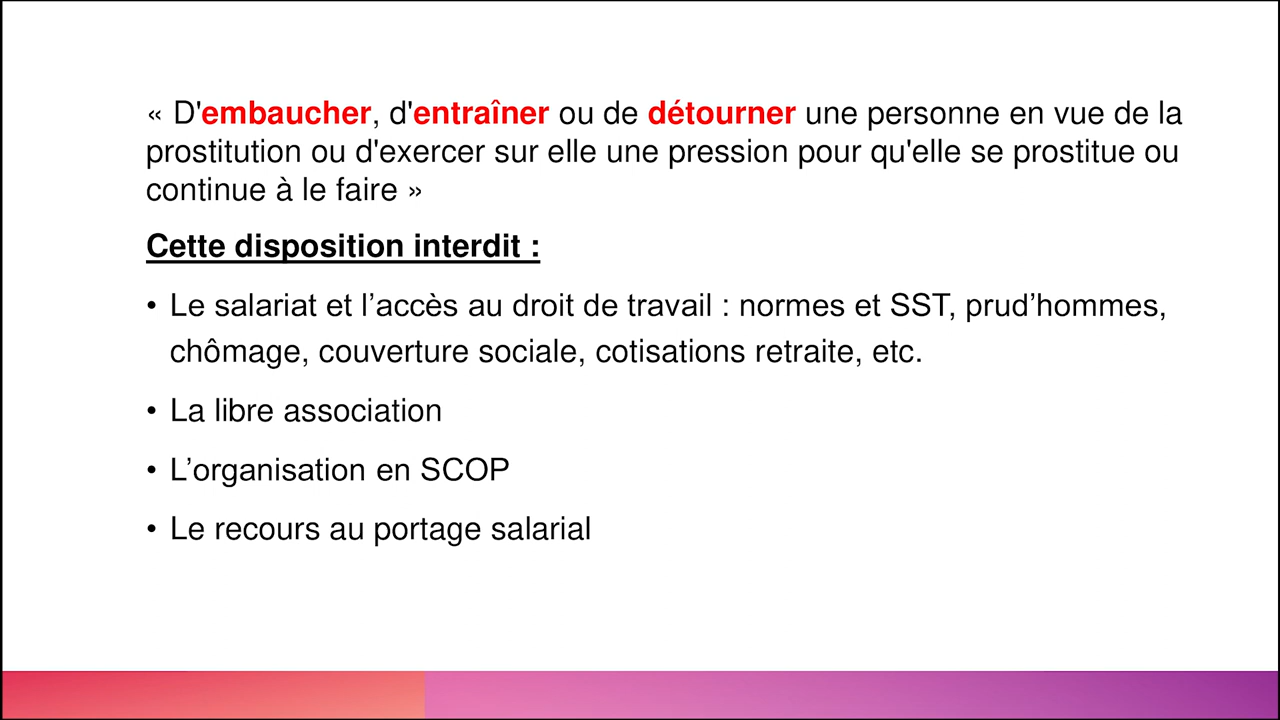 « D'embaucher, d'entraîner ou de détourner une personne en vue de la
prostitution ou d'exercer sur elle une pression pour qu'elle se prostitue ou
continue à le faire »
Cette disposition interdit :
• Le salariat et l’accès au droit de travail : normes et SST, prud’hommes,
chômage, couverture sociale, cotisations retraite, etc.
• La libre association
• L’organisation en SCOP
• Le recours au portage salarial